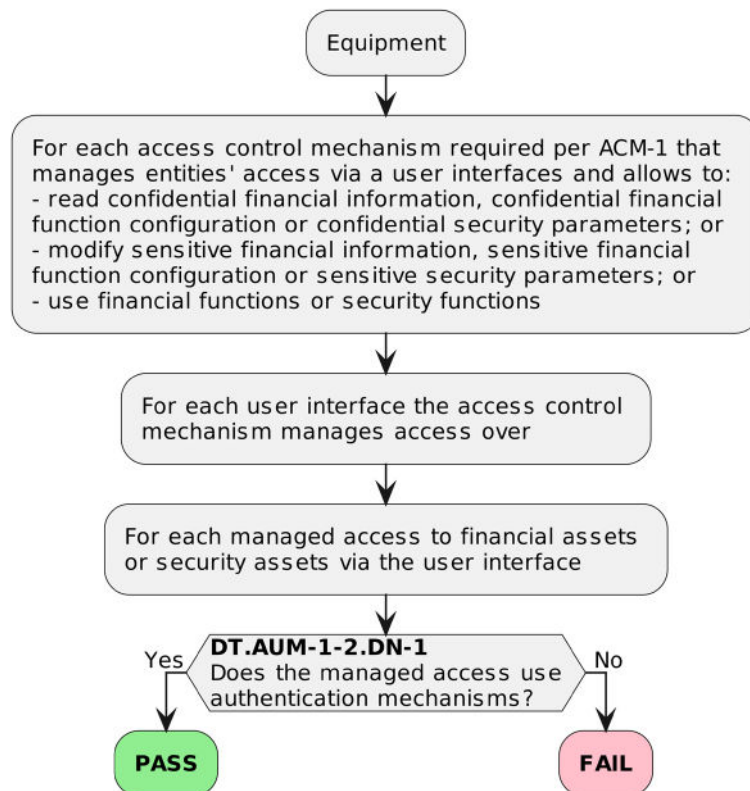 Equipment
For each access control mechanism required per ACM-1 that
manages entities' access via a user interfaces and allows to:
- read confidential financial information, confidential financial
function configuration or confidential security parameters; or
- modify sensitive financial information, sensitive financial
function configuration or sensitive security parameters; or
- use financial functions or security functions
For each user interface the access control
mechanism manages access over
For each managed access to financial assets
or security assets via the user interface
DT.AUM-1-2.DN-1
Does the managed access use
authentication mechanisms?
Yes
No
PASS
FAIL